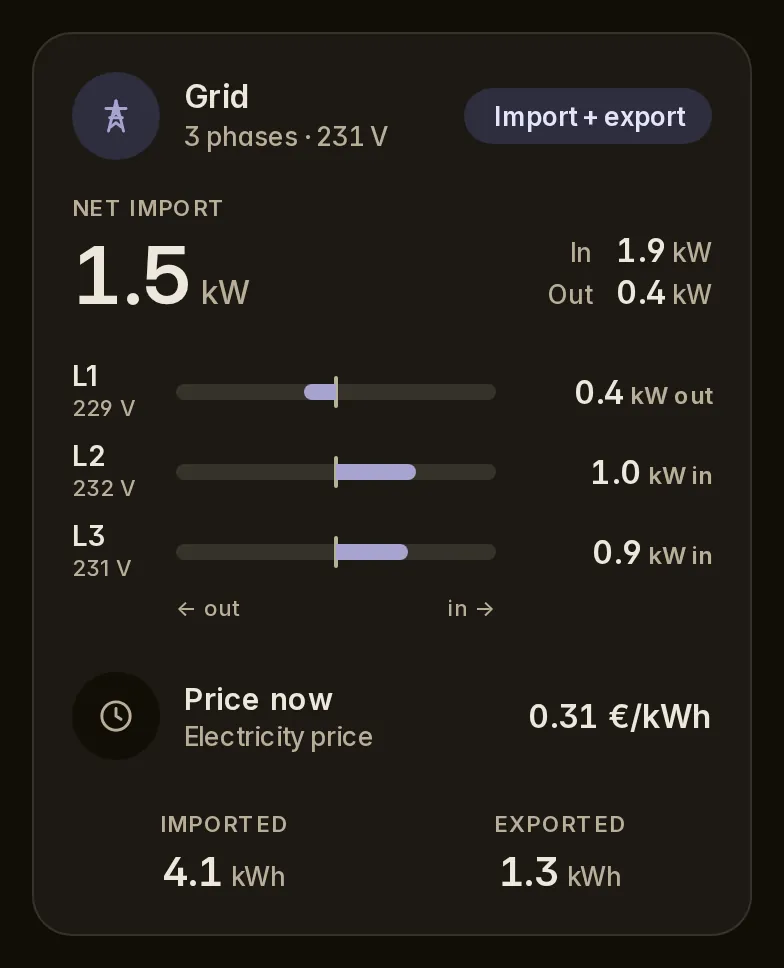 Grid
3 phases · 231 V
Import + export
NET IMPORT
1.5 kW
In 1.9 kW
Out 0.4 kW
L1
229 V
0.4 kW out
L2
232 V
1.0 kW in
L3
231 V
0.9 kW in
← out
in →
Price now
Electricity price
0.31 €/kWh
IMPORTED
4.1 kWh
EXPORTED
1.3 kWh